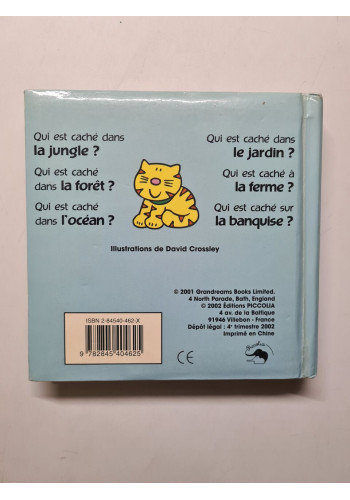 Qui est caché dans
la jungle ?
Qui est caché
dans la forêt ?
Qui est caché
dans l'océan ?
Qui est caché dans
le jardin ?
Qui est caché à
la ferme ?
Qui est caché sur
la banquise ?
Illustrations de David Crossley
© 2001 Grandreams Books Limited.
4 North Parade, Bath, England
© 2002 Éditions PICCOLIA
4 av. de la Baltique
91946 Villebon - France
Dépôt légal : 4e trimestre 2002
Imprimé en Chine
ISBN 2-84540-462-X
9 782845 404625
CE
Piccolia